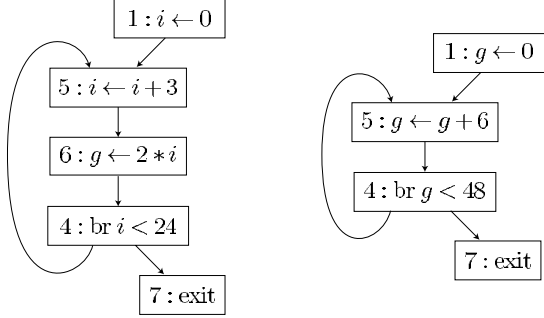 1 : i ← 0
5 : i ← i + 3
6 : g ← 2 * i
4 : br i < 24
7 : exit
1 : g ← 0
5 : g ← g + 6
4 : br g < 48
7 : exit